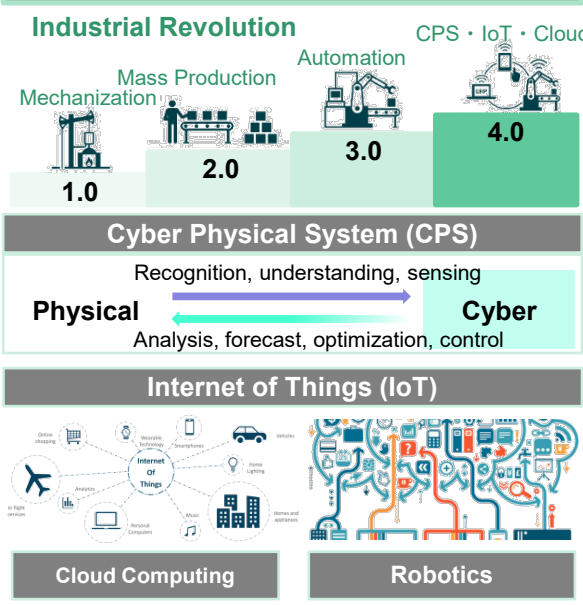 Industrial Revolution
CPS・IoT・Cloud
Automation
Mass Production
Mechanization
ERP
1.0
2.0
3.0
4.0
Cyber Physical System (CPS)
Recognition, understanding, sensing
Physical
Cyber
Analysis, forecast, optimization, control
Internet of Things (IoT)
Online
shopping
Wearable
Technology
Smartphones
Vehicles
Internet
Of
Things
Home
Lighting
In flight
services
Analytics
Personal
Computers
Music
Homes and
appliances
Cloud Computing
Robotics